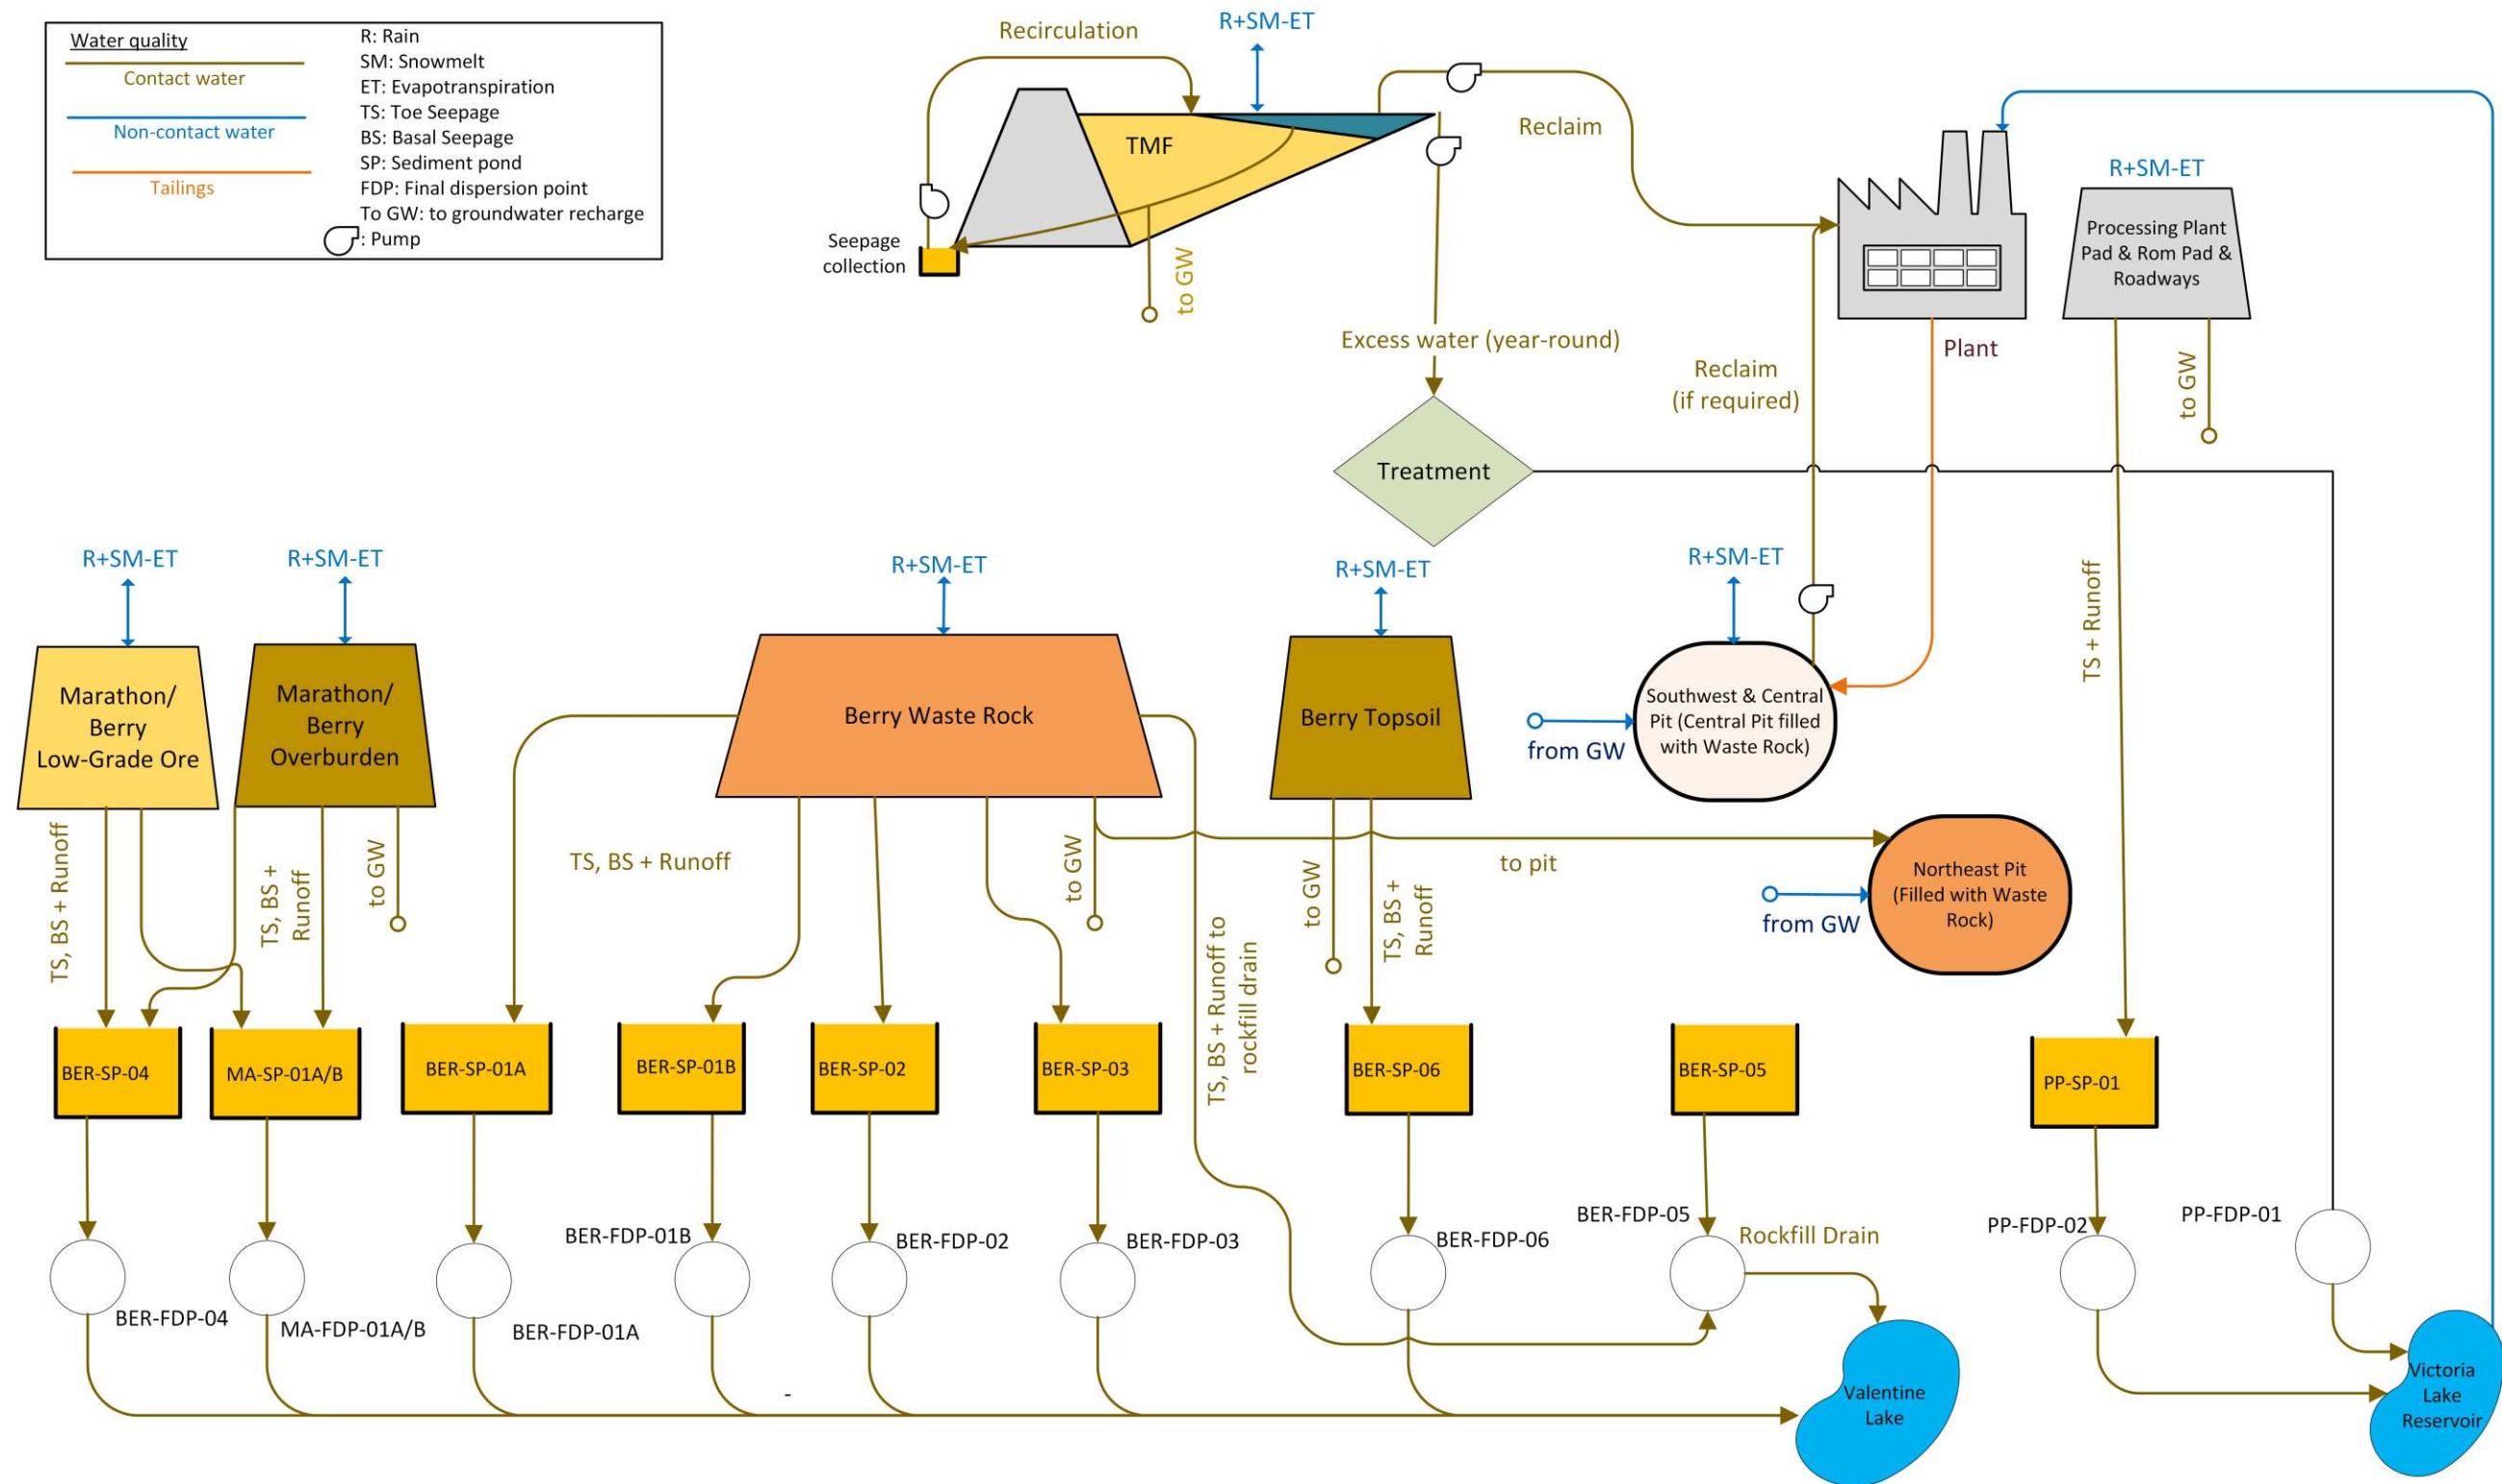 Water quality
Contact water
Non-contact water
Tailings
R: Rain
SM: Snowmelt
ET: Evapotranspiration
TS: Toe Seepage
BS: Basal Seepage
SP: Sediment pond
FDP: Final dispersion point
To GW: to groundwater recharge
: Pump
Recirculation
R+SM-ET
TMF
Reclaim
Seepage
collection
to GW
Excess water (year-round)
Treatment
Reclaim
(if required)
Plant
R+SM-ET
Processing Plant
Pad & Rom Pad &
Roadways
to GW
TS + Runoff
R+SM-ET
R+SM-ET
R+SM-ET
R+SM-ET
R+SM-ET
Marathon/
Berry
Low-Grade Ore
Marathon/
Berry
Overburden
Berry Waste Rock
Berry Topsoil
Southwest & Central
Pit (Central Pit filled
with Waste Rock)
from GW
Northeast Pit
(Filled with Waste
Rock)
from GW
TS, BS + Runoff
TS, BS +
Runoff
to GW
TS, BS + Runoff
to GW
TS, BS + Runoff to
rockfill drain
to GW
TS, BS +
Runoff
to pit
BER-SP-04
MA-SP-01A/B
BER-SP-01A
BER-SP-01B
BER-SP-02
BER-SP-03
BER-SP-06
BER-SP-05
PP-SP-01
BER-FDP-04
MA-FDP-01A/B
BER-FDP-01A
BER-FDP-01B
BER-FDP-02
BER-FDP-03
BER-FDP-06
BER-FDP-05
Rockfill Drain
PP-FDP-02
PP-FDP-01
-
Valentine
Lake
Victoria
Lake
Reservoir